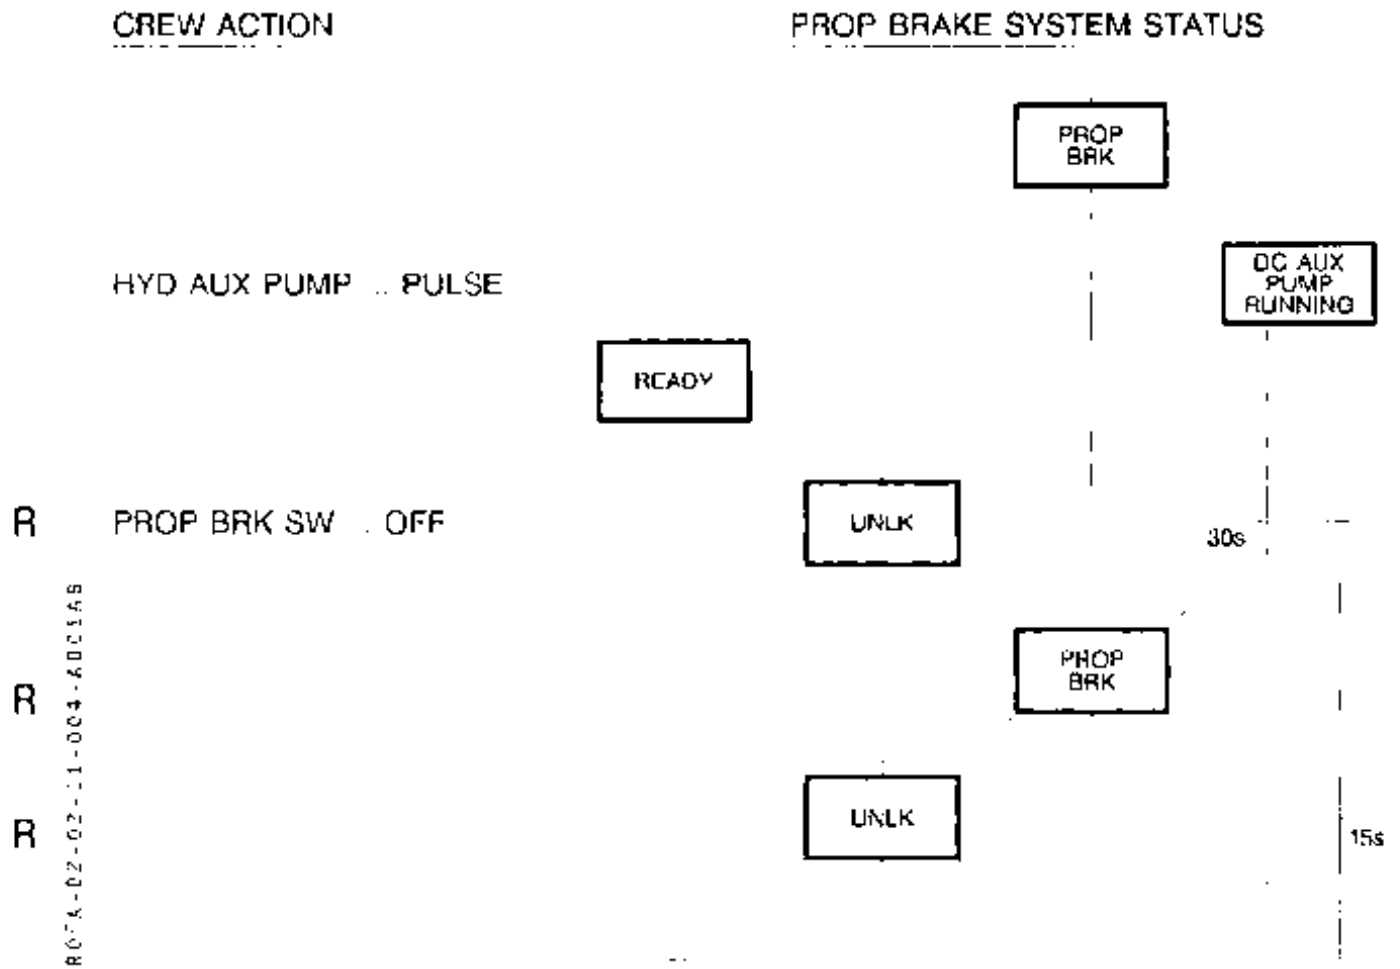 CREW ACTION
PROP BRAKE SYSTEM STATUS
PROP
BRK
HYD AUX PUMP .. PULSE
DC AUX
PUMP
RUNNING
READY
R
PROP BRK SW . OFF
UNLK
30s
PROP
BRK
R
UNLK
R
15s